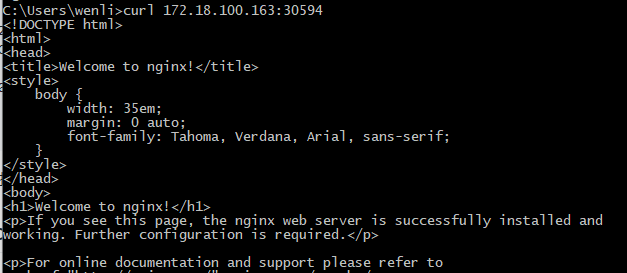 C:\Users\wenli>curl 172.18.100.163:30594
<!DOCTYPE html>
<html>
<head>
<title>Welcome to nginx!</title>
<style>
    body {
        width: 35em;
        margin: 0 auto;
        font-family: Tahoma, Verdana, Arial, sans-serif;
    }
</style>
</head>
<body>
<h1>Welcome to nginx!</h1>
<p>If you see this page, the nginx web server is successfully installed and
working. Further configuration is required.</p>

<p>For online documentation and support please refer to